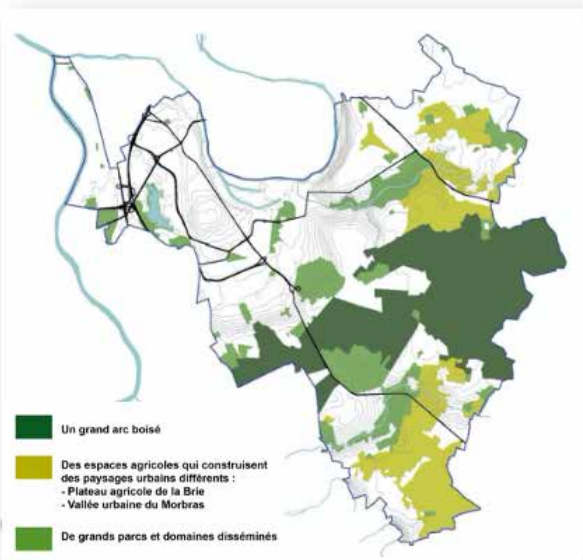 Un grand arc boisé
Des espaces agricoles qui construisent
des paysages urbains différents :
- Plateau agricole de la Brie
- Vallée urbaine du Morbras
De grands parcs et domaines disséminés